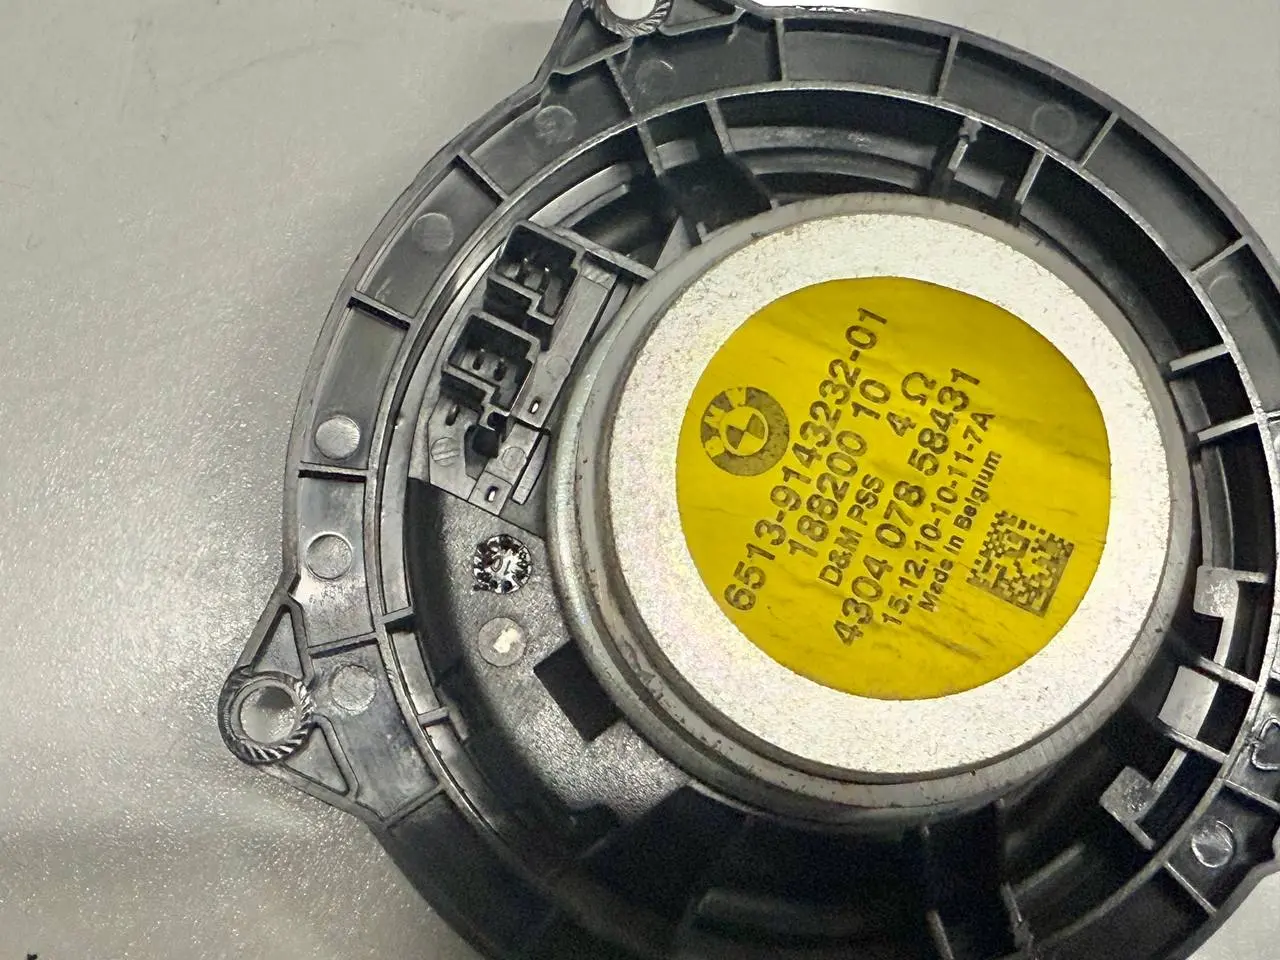 6513-9143232-01
188200 10
D&M PSS 4 Ω
4304 078 58431
15.12.10-10-11-7A
Made in Belgium